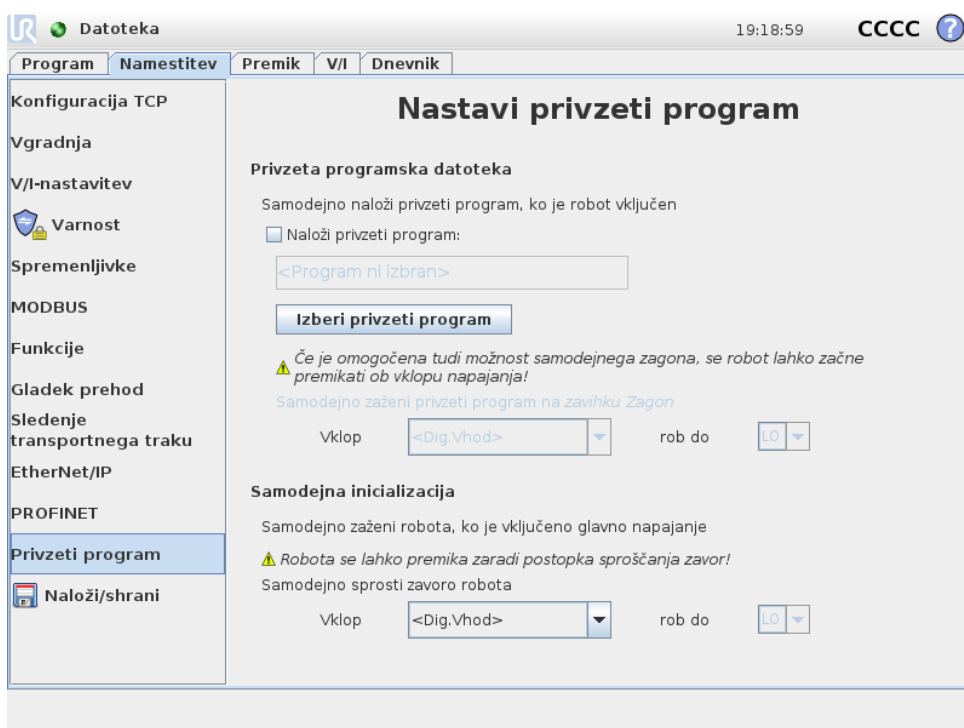 UR Datoteka 19:18:59 CCCC ?
Program Namestitev Premik V/I Dnevnik
Konfiguracija TCP
Vgradnja
V/I-nastavitev
Varnost
Spremenljivke
MODBUS
Funkcije
Gladek prehod
Sledenje
transportnega traku
EtherNet/IP
PROFINET
Privzeti program
Naloži/shrani
Nastavi privzeti program
Privzeta programska datoteka
Samodejno naloži privzeti program, ko je robot vključen
Naloži privzeti program:
<Program ni izbran>
Izberi privzeti program
Če je omogočena tudi možnost samodejnega zagona, se robot lahko začne
premikati ob vklopu napajanja!
Samodejno zaženi privzeti program na zavihku Zagon
Vklop <Dig.Vhod> rob do LO
Samodejna inicializacija
Samodejno zaženi robota, ko je vključeno glavno napajanje
Robota se lahko premika zaradi postopka sproščanja zavor!
Samodejno sprosti zavoro robota
Vklop <Dig.Vhod> rob do LO